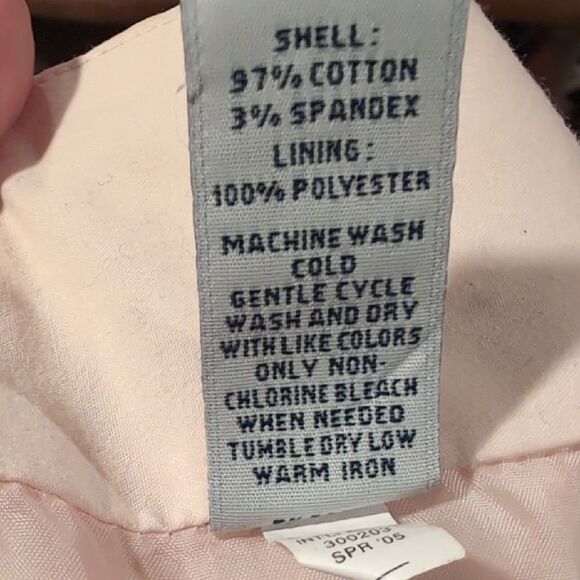 SHELL:
97% COTTON
3% SPANDEX
LINING:
100% POLYESTER
MACHINE WASH
COLD
GENTLE CYCLE
WASH AND DRY
WITH LIKE COLORS
ONLY NON-
CHLORINE BLEACH
WHEN NEEDED
TUMBLE DRY LOW
WARM IRON
SPR '05